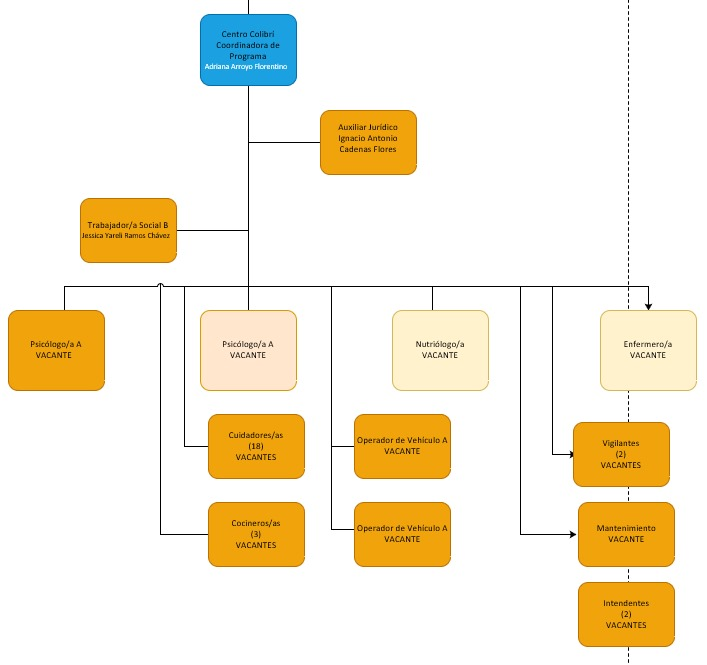 Centro Colibrí
Coordinadora de
Programa
Adriana Arroyo Florentino
Auxiliar Jurídico
Ignacio Antonio
Cadenas Flores
Trabajador/a Social B
Jessica Yareli Ramos Chávez
Psicólogo/a A
VACANTE
Psicólogo/a A
VACANTE
Nutriólogo/a
VACANTE
Enfermero/a
VACANTE
Cuidadores/as
(18)
VACANTES
Operador de Vehículo A
VACANTE
Vigilantes
(2)
VACANTES
Cocineros/as
(3)
VACANTES
Operador de Vehículo A
VACANTE
Mantenimiento
VACANTE
Intendentes
(2)
VACANTES